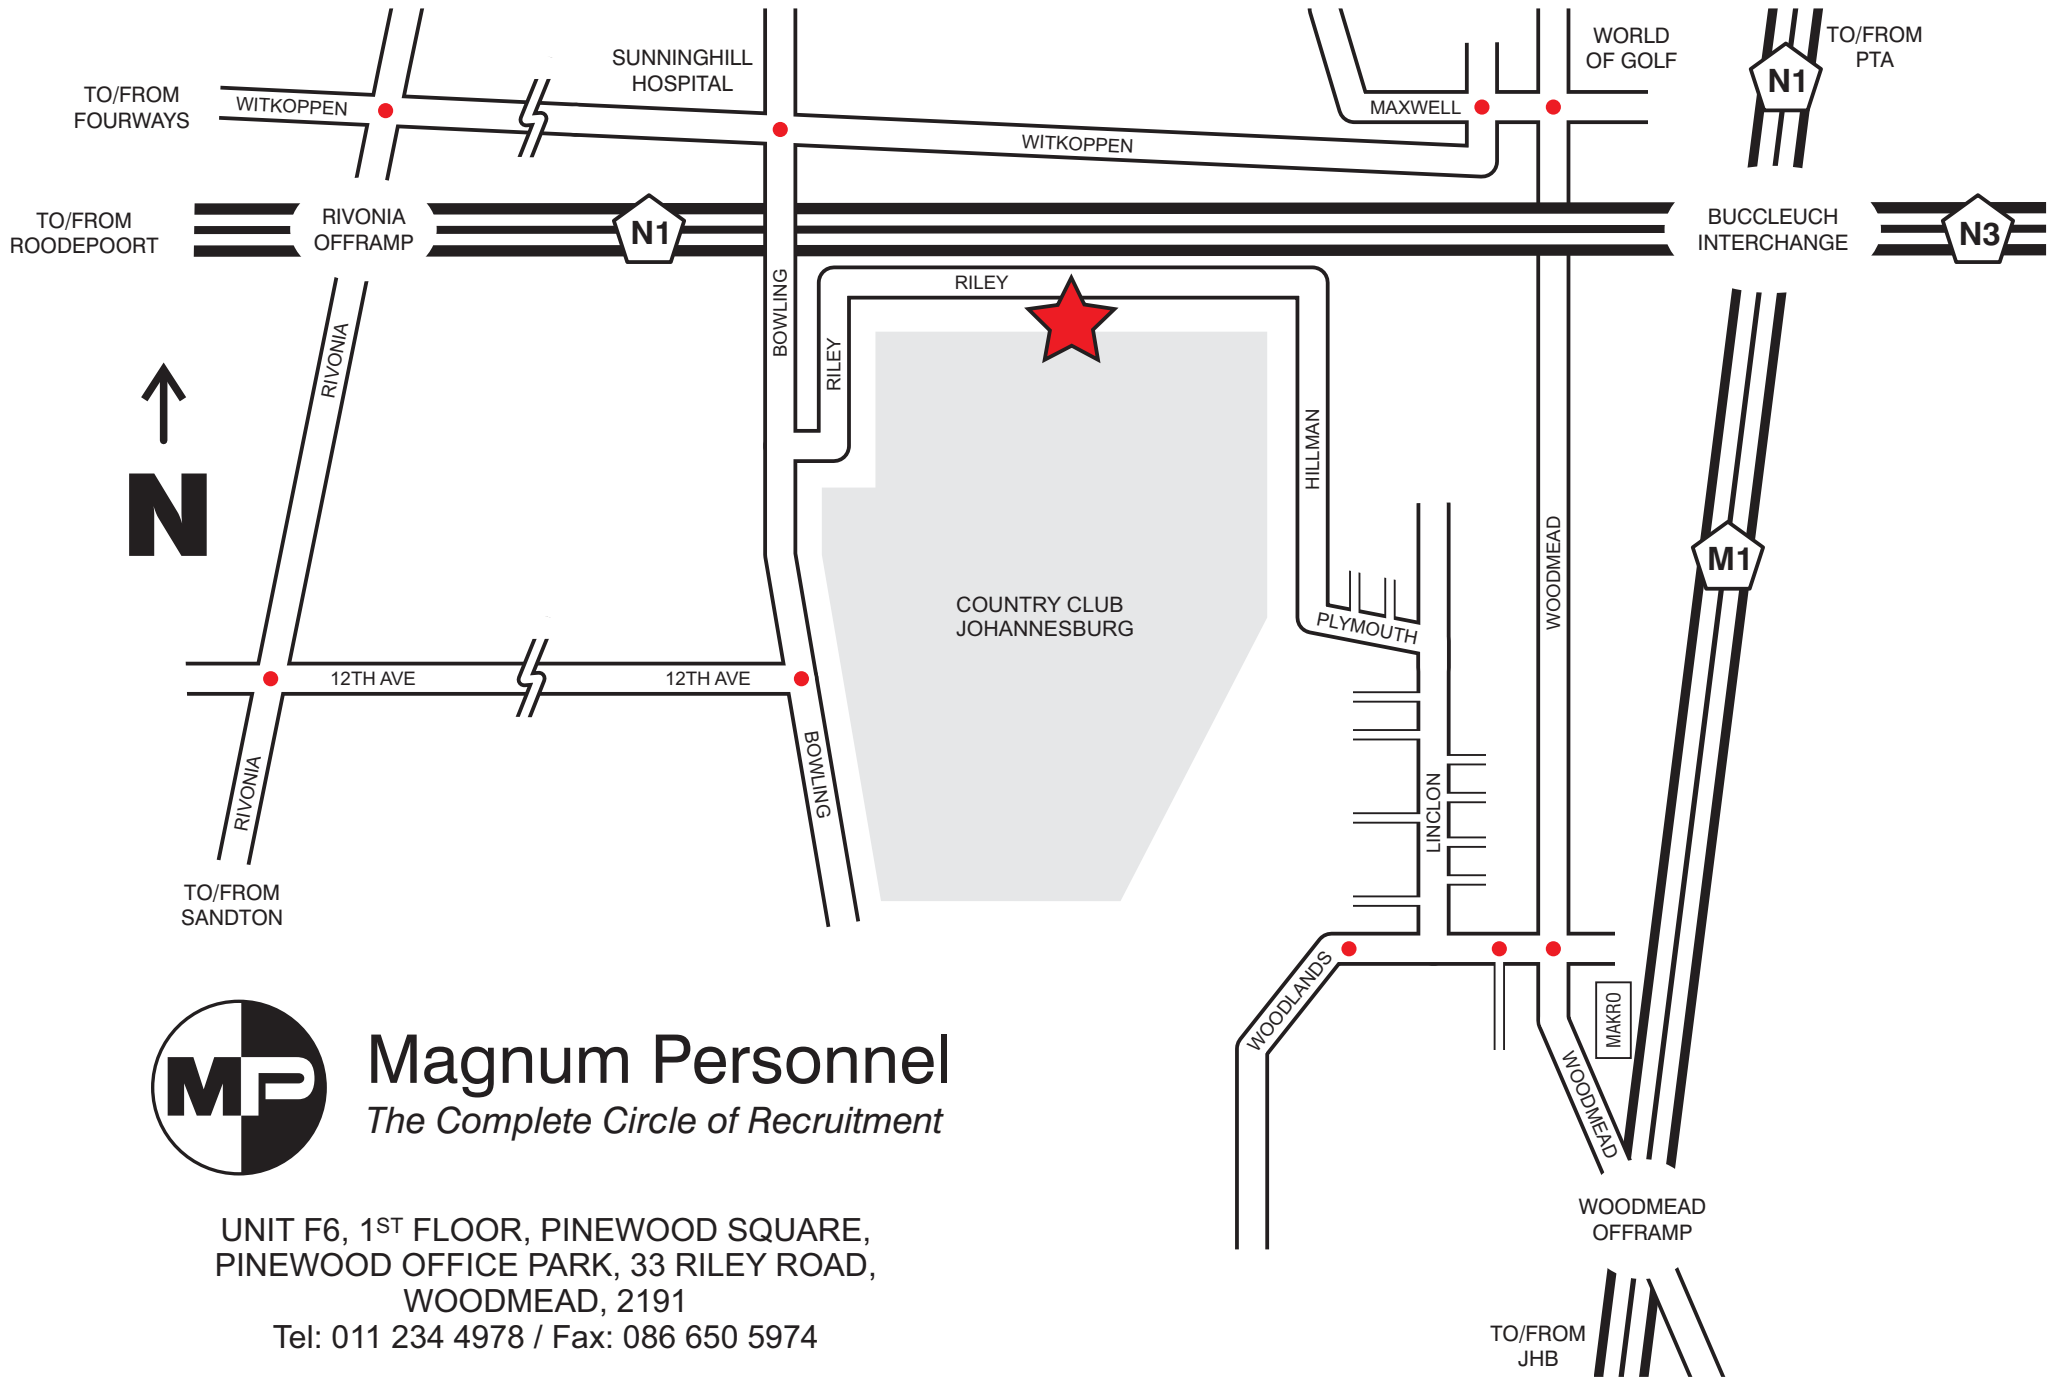 TO/FROM
FOURWAYS
WITKOPPEN
SUNNINGHILL
HOSPITAL
WITKOPPEN
MAXWELL
WORLD
OF GOLF
N1
TO/FROM
PTA
TO/FROM
ROODEPOORT
RIVONIA
OFFRAMP
N1
BUCCLEUCH
INTERCHANGE
N3
RIVONIA
BOWLING
RILEY
RILEY
HILLMAN
N
WOODMEAD
M1
COUNTRY CLUB
JOHANNESBURG
PLYMOUTH
12TH AVE
12TH AVE
RIVONIA
BOWLING
LINCLON
TO/FROM
SANDTON
WOODLANDS
MAKRO
WOODMEAD
WOODMEAD
OFFRAMP
TO/FROM
JHB
MP
Magnum Personnel
The Complete Circle of Recruitment
UNIT F6, 1ST FLOOR, PINEWOOD SQUARE,
PINEWOOD OFFICE PARK, 33 RILEY ROAD,
WOODMEAD, 2191
Tel: 011 234 4978 / Fax: 086 650 5974